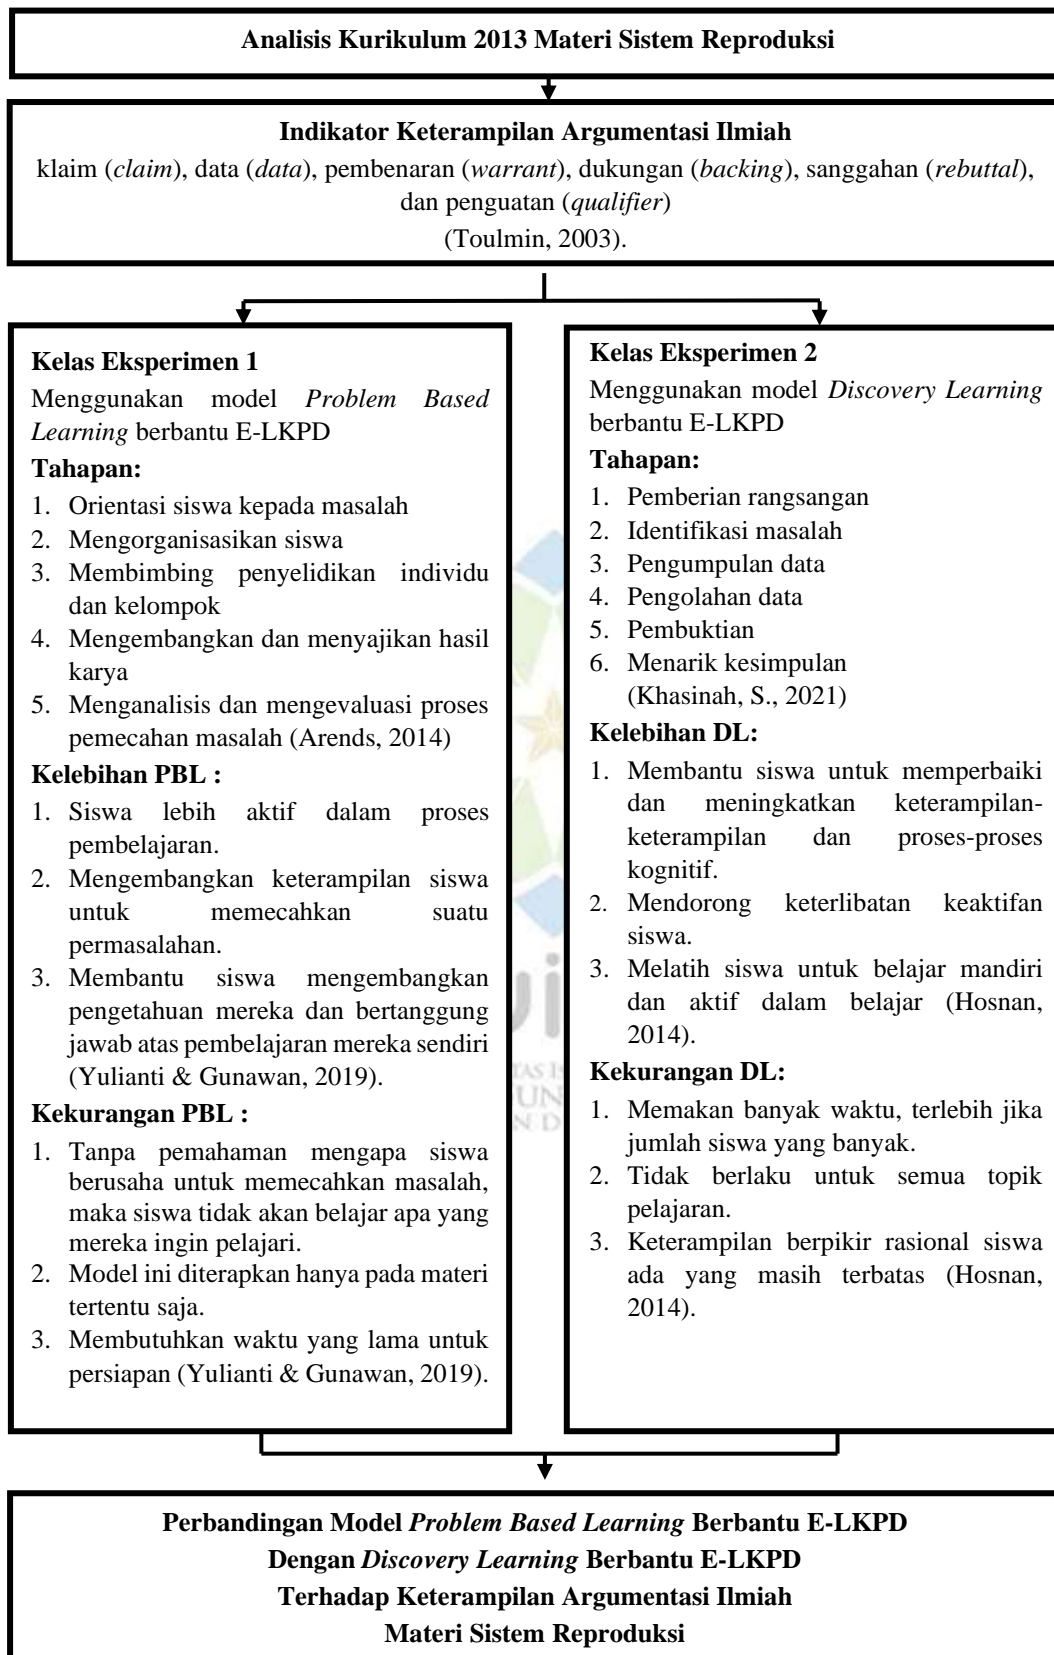 Analisis Kurikulum 2013 Materi Sistem Reproduksi
Indikator Keterampilan Argumentasi Ilmiah
klaim (claim), data (data), pembenaran (warrant), dukungan (backing), sanggahan (rebuttal),
dan penguatan (qualifier)
(Toulmin, 2003).
Kelas Eksperimen 1
Menggunakan model Problem Based
Learning berbantu E-LKPD
Tahapan:
1. Orientasi siswa kepada masalah
2. Mengorganisasikan siswa
3. Membimbing penyelidikan individu
dan kelompok
4. Mengembangkan dan menyajikan hasil
karya
5. Menganalisis dan mengevaluasi proses
pemecahan masalah (Arends, 2014)
Kelebihan PBL :
1. Siswa lebih aktif dalam proses
pembelajaran.
2. Mengembangkan keterampilan siswa
untuk memecahkan suatu
permasalahan.
3. Membantu siswa mengembangkan
pengetahuan mereka dan bertanggung
jawab atas pembelajaran mereka sendiri
(Yulianti & Gunawan, 2019).
Kekurangan PBL :
1. Tanpa pemahaman mengapa siswa
berusaha untuk memecahkan masalah,
maka siswa tidak akan belajar apa yang
mereka ingin pelajari.
2. Model ini diterapkan hanya pada materi
tertentu saja.
3. Membutuhkan waktu yang lama untuk
persiapan (Yulianti & Gunawan, 2019).
Kelas Eksperimen 2
Menggunakan model Discovery Learning
berbantu E-LKPD
Tahapan:
1. Pemberian rangsangan
2. Identifikasi masalah
3. Pengumpulan data
4. Pengolahan data
5. Pembuktian
6. Menarik kesimpulan
(Khasinah, S., 2021)
Kelebihan DL:
1. Membantu siswa untuk memperbaiki
dan meningkatkan keterampilan-
keterampilan dan proses-proses
kognitif.
2. Mendorong keterlibatan keaktifan
siswa.
3. Melatih siswa untuk belajar mandiri
dan aktif dalam belajar (Hosnan,
2014).
Kekurangan DL:
1. Memakan banyak waktu, terlebih jika
jumlah siswa yang banyak.
2. Tidak berlaku untuk semua topik
pelajaran.
3. Keterampilan berpikir rasional siswa
ada yang masih terbatas (Hosnan,
2014).
Perbandingan Model Problem Based Learning Berbantu E-LKPD
Dengan Discovery Learning Berbantu E-LKPD
Terhadap Keterampilan Argumentasi Ilmiah
Materi Sistem Reproduksi